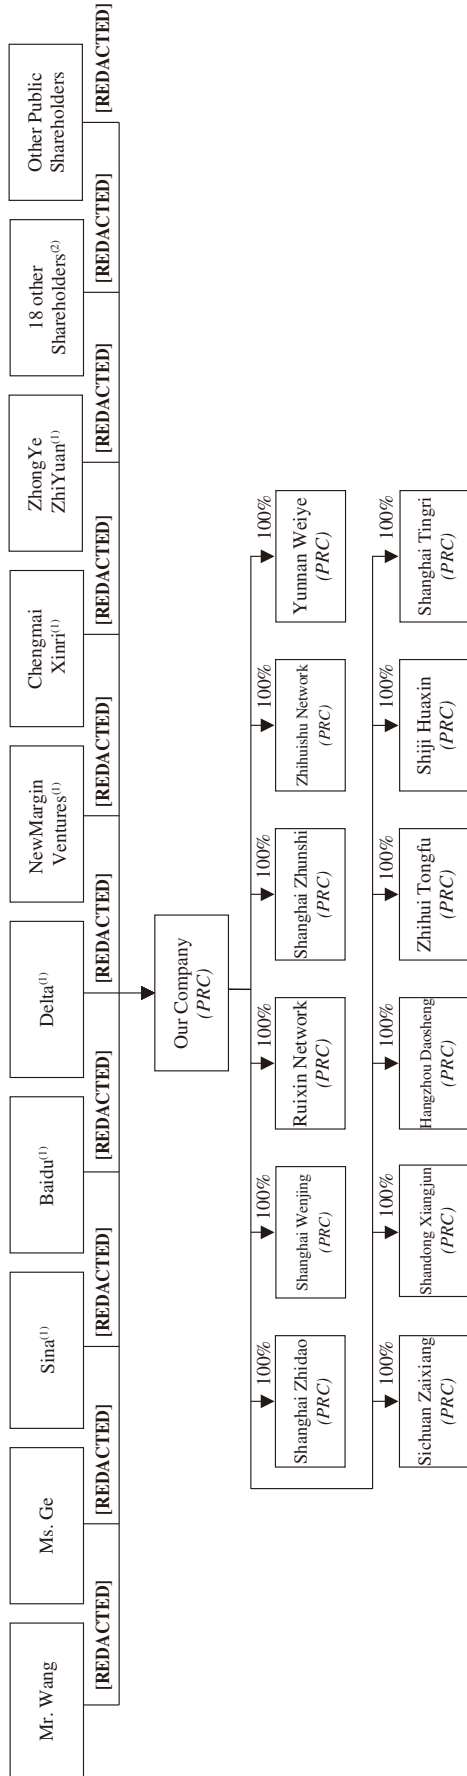 Mr. Wang
Ms. Ge
Sina(1)
Baidu(1)
Delta(1)
NewMargin
Ventures(1)
Chengmai
Xinri(1)
ZhongYe
ZhiYuan(1)
18 other
Shareholders(2)
Other Public
Shareholders
[REDACTED]
[REDACTED]
[REDACTED]
[REDACTED]
[REDACTED]
[REDACTED]
[REDACTED]
[REDACTED]
[REDACTED]
[REDACTED]
Our Company
(PRC)
100%
100%
100%
100%
100%
100%
Shanghai Zhidao
(PRC)
Shanghai Wenjing
(PRC)
Ruixin Network
(PRC)
Shanghai Zhunshi
(PRC)
Zhihuishu Network
(PRC)
Yunnan Weiye
(PRC)
100%
100%
100%
100%
100%
100%
Sichuan Zaixiang
(PRC)
Shandong Xiangjun
(PRC)
Hangzhou Daosheng
(PRC)
Zhihui Tongfu
(PRC)
Shiji Huaxin
(PRC)
Shanghai Tingri
(PRC)